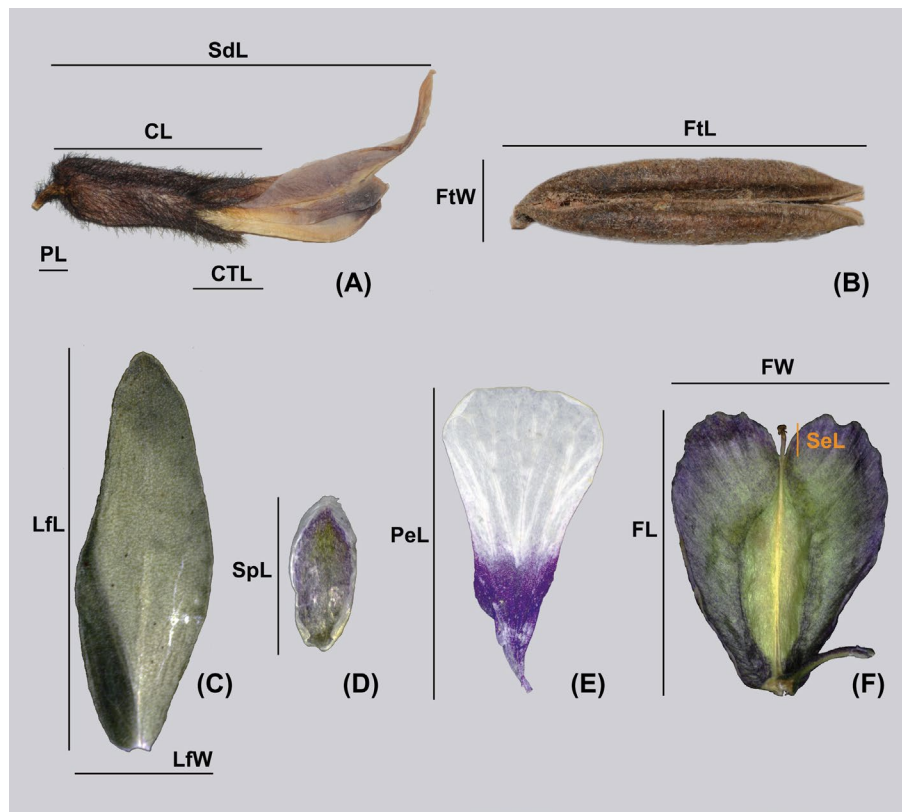 SdL
CL
PL
CTL
(A)
FtL
FtW
(B)
LfL
LfW
(C)
SpL
(D)
PeL
(E)
FW
SeL
FL
(F)